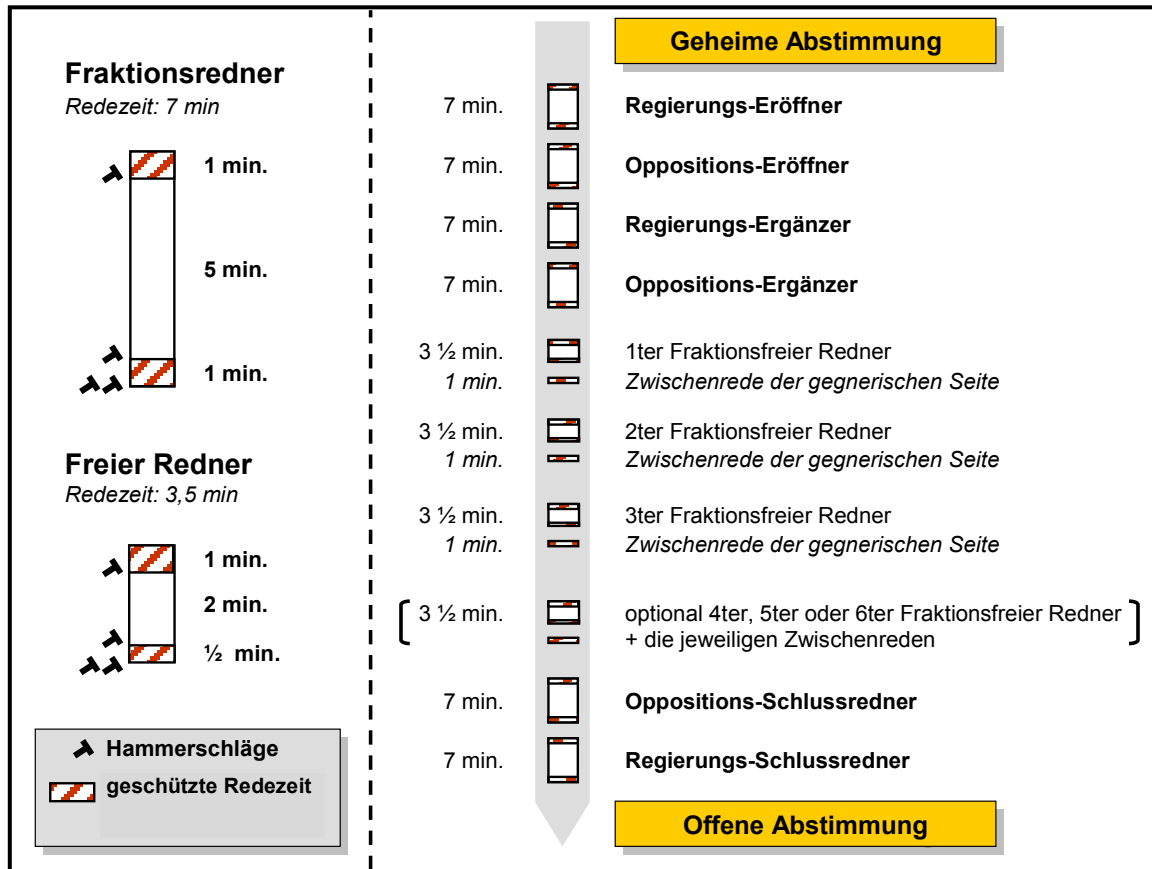 Fraktionsredner
Redezeit: 7 min
1 min.
5 min.
1 min.
Freier Redner
Redezeit: 3,5 min
1 min.
2 min.
½ min.
Hammerschläge
geschützte Redezeit
Geheime Abstimmung
7 min. Regierungs-Eröffner
7 min. Oppositions-Eröffner
7 min. Regierungs-Ergänzer
7 min. Oppositions-Ergänzer
3 ½ min. 1ter Fraktionsfreier Redner
1 min. Zwischenrede der gegnerischen Seite
3 ½ min. 2ter Fraktionsfreier Redner
1 min. Zwischenrede der gegnerischen Seite
3 ½ min. 3ter Fraktionsfreier Redner
1 min. Zwischenrede der gegnerischen Seite
3 ½ min. optional 4ter, 5ter oder 6ter Fraktionsfreier Redner
+ die jeweiligen Zwischenreden
7 min. Oppositions-Schlussredner
7 min. Regierungs-Schlussredner
Offene Abstimmung